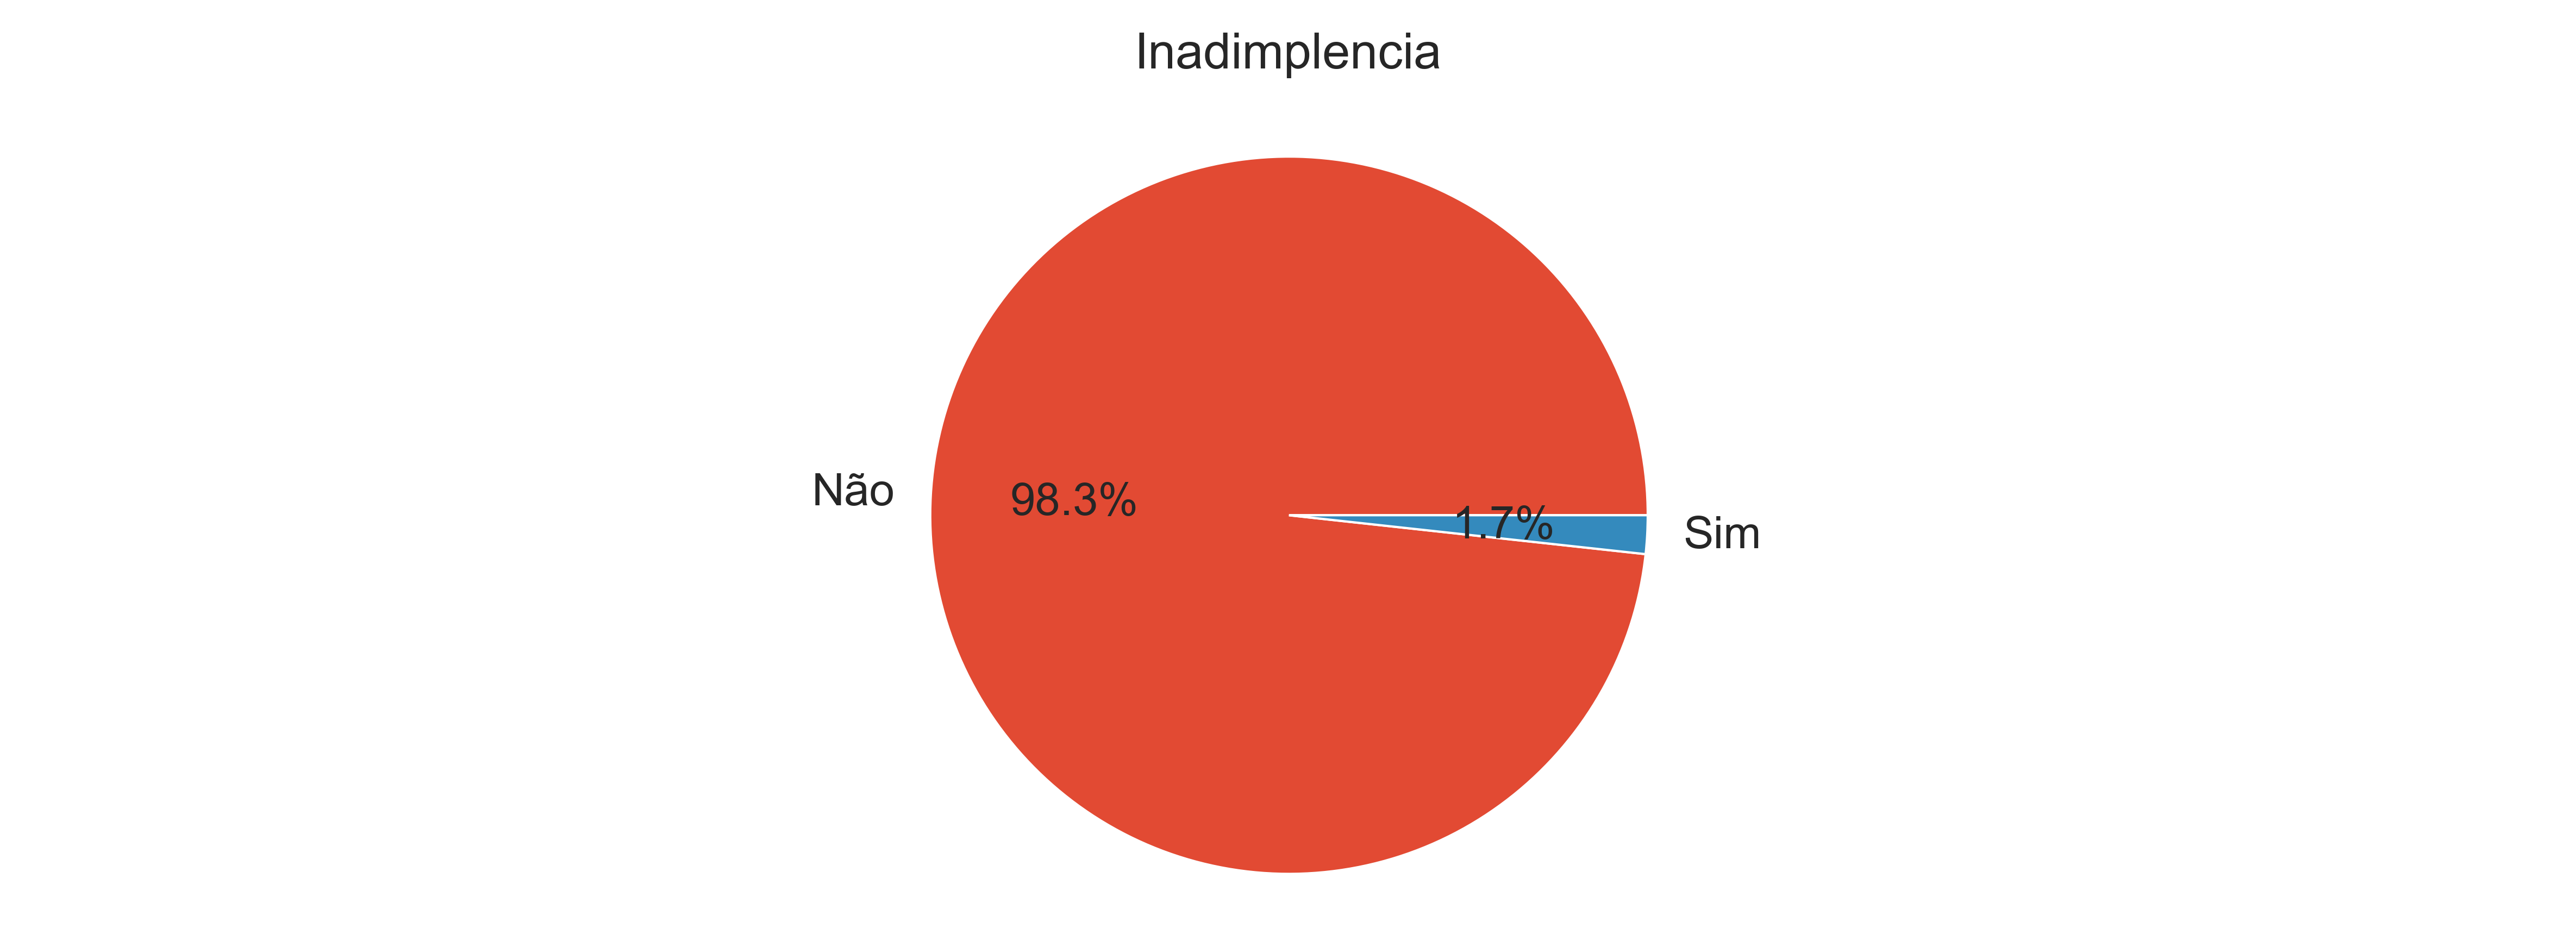 Inadimplencia
Não
98.3%
1.7%
Sim